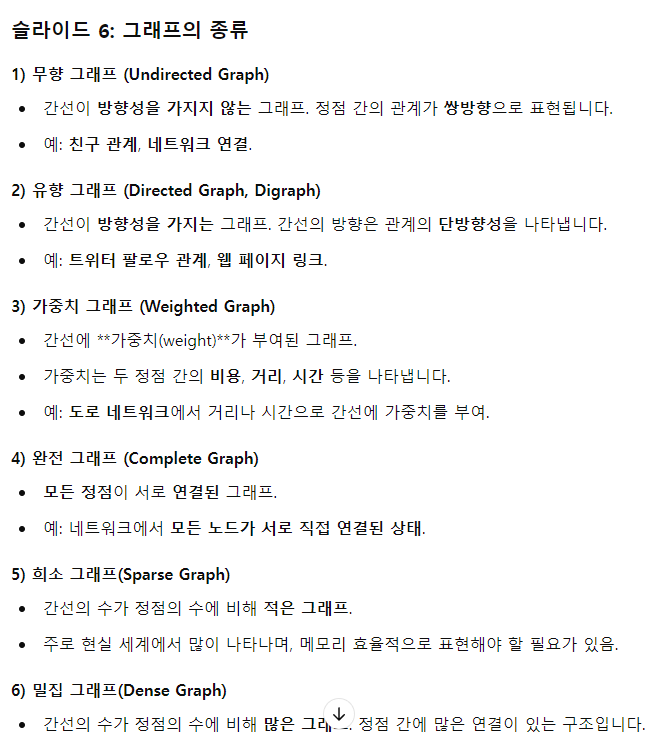 슬라이드 6: 그래프의 종류
1) 무향 그래프 (Undirected Graph)
• 간선이 방향성을 가지지 않는 그래프. 정점 간의 관계가 쌍방향으로 표현됩니다.
• 예: 친구 관계, 네트워크 연결.
2) 유향 그래프 (Directed Graph, Digraph)
• 간선이 방향성을 가지는 그래프. 간선의 방향은 관계의 단방향성을 나타냅니다.
• 예: 트위터 팔로우 관계, 웹 페이지 링크.
3) 가중치 그래프 (Weighted Graph)
• 간선에 **가중치(weight)**가 부여된 그래프.
• 가중치는 두 정점 간의 비용, 거리, 시간 등을 나타냅니다.
• 예: 도로 네트워크에서 거리나 시간으로 간선에 가중치를 부여.
4) 완전 그래프 (Complete Graph)
• 모든 정점이 서로 연결된 그래프.
• 예: 네트워크에서 모든 노드가 서로 직접 연결된 상태.
5) 희소 그래프(Sparse Graph)
• 간선의 수가 정점의 수에 비해 적은 그래프.
• 주로 현실 세계에서 많이 나타나며, 메모리 효율적으로 표현해야 할 필요가 있음.
6) 밀집 그래프(Dense Graph)
• 간선의 수가 정점의 수에 비해 많은 정점 간에 많은 연결이 있는 구조입니다.